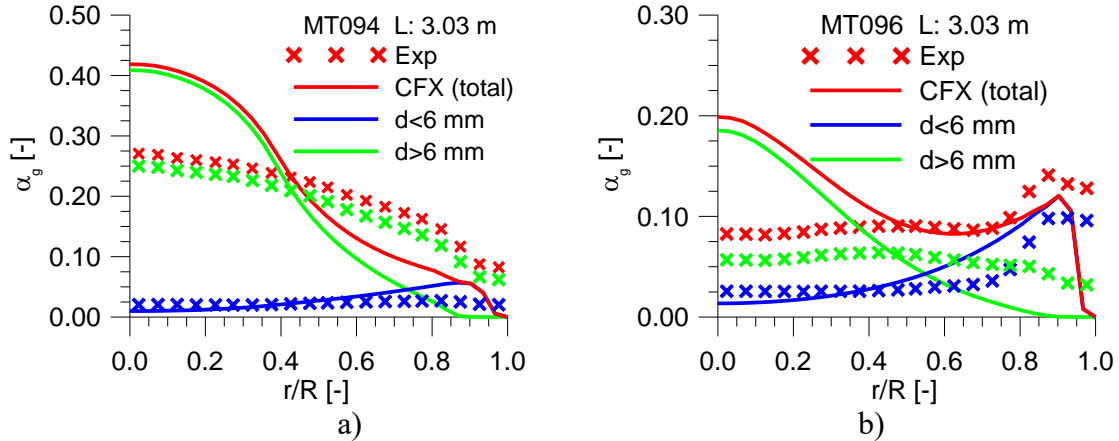 MT094 L: 3.03 m
Exp
CFX (total)
d<6 mm
d>6 mm
αg [-]
0.50
0.40
0.30
0.20
0.10
0.00
0.0 0.2 0.4 0.6 0.8 1.0
r/R [-]
a)
MT096 L: 3.03 m
Exp
CFX (total)
d<6 mm
d>6 mm
αg [-]
0.30
0.20
0.10
0.00
0.0 0.2 0.4 0.6 0.8 1.0
r/R [-]
b)